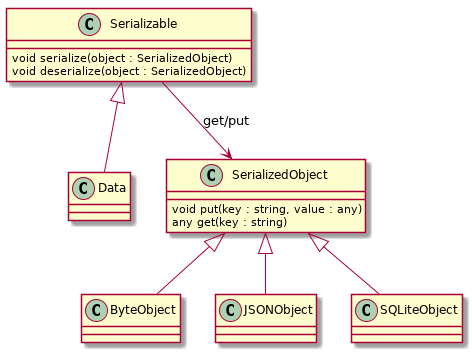 C Serializable
void serialize(object : SerializedObject)
void deserialize(object : SerializedObject)
get/put
C Data
C SerializedObject
void put(key : string, value : any)
any get(key : string)
C ByteObject
C JSONObject
C SQLiteObject